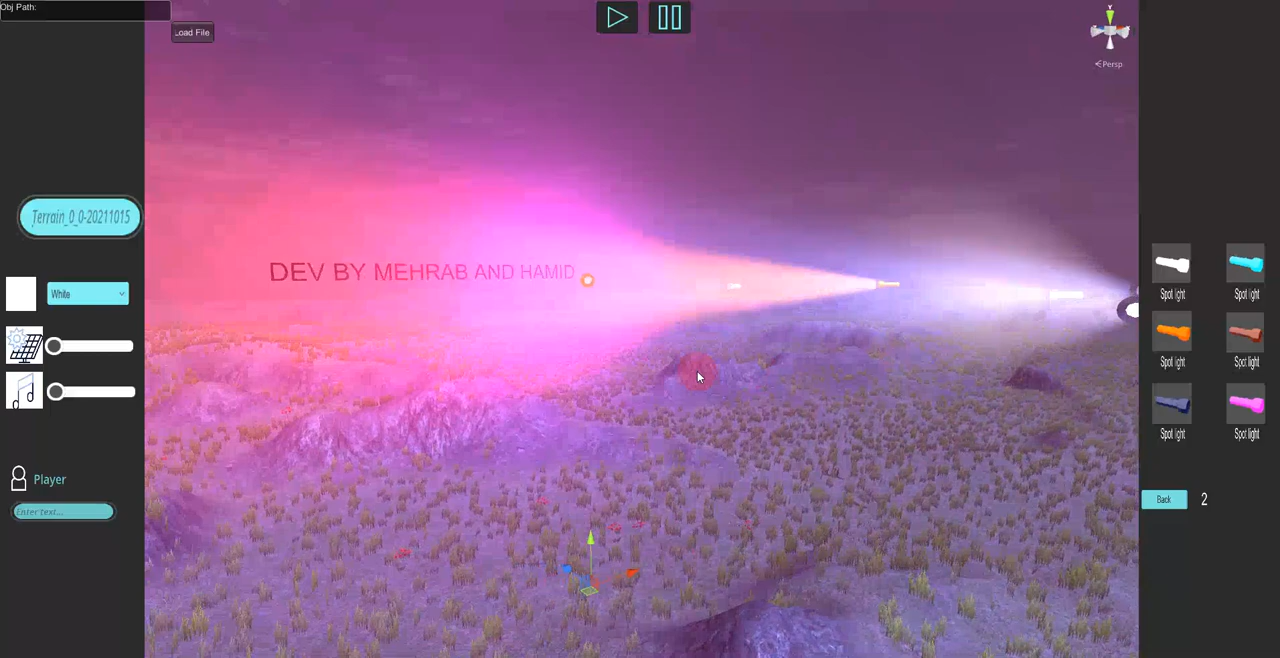 Obj Path:
Load File
<Persp
Y
Terrain_0_0-20211015
DEV BY MEHRAB AND HAMID
White
Spot light
Spot light
Spot light
Spot light
Spot light
Spot light
Player
Enter text...
Back
2